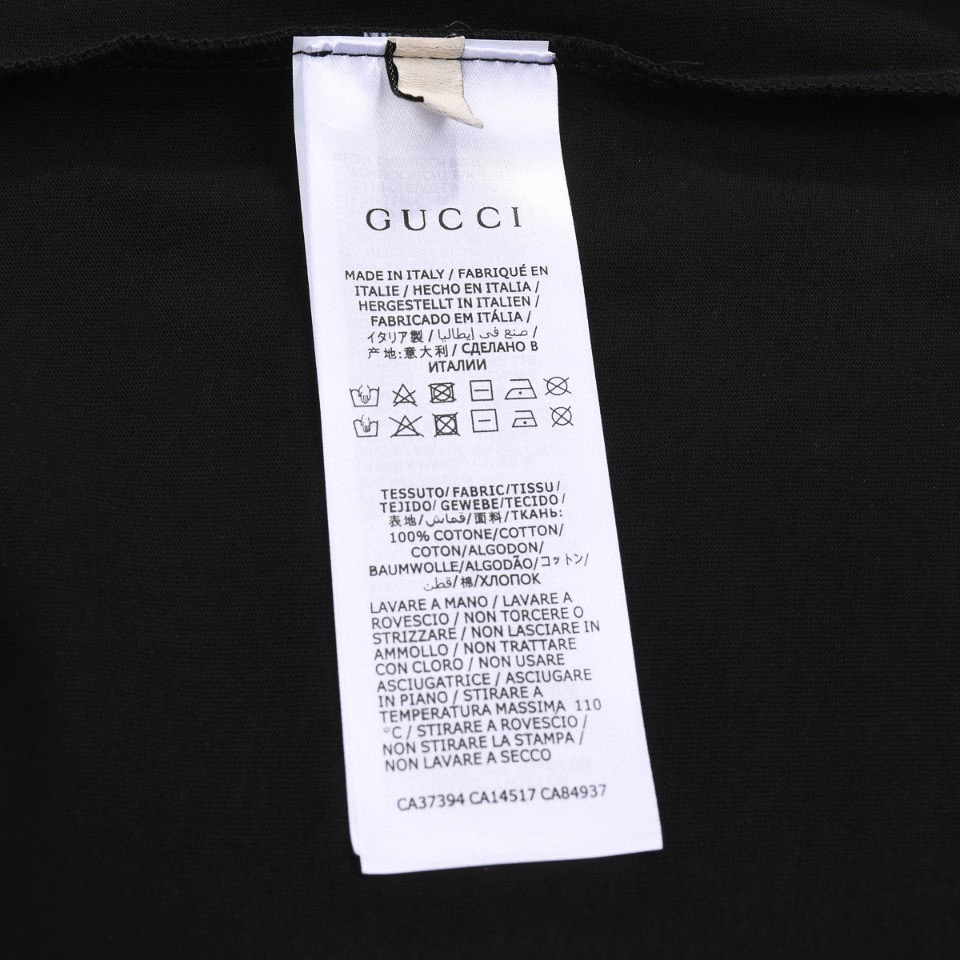 GUCCI
MADE IN ITALY / FABRIQUÉ EN
ITALIE / HECHO EN ITALIA /
HERGESTELLT IN ITALIEN /
FABRICADO EM ITÁLIA /
イタリア製 / صنع في إيطاليا /
产地:意大利 / СДЕЛАНО В
ИТАЛИИ
TESSUTO/FABRIC/TISSU/
TEJIDO/ GEWEBE/TECIDO/
表地/قماش/面料/ТКАНЬ:
100% COTONE/COTTON/
COTON/ALGODON/
BAUMWOLLE/ALGODÃO/コットン/
قطن/棉/ХЛОПОК
LAVARE A MANO / LAVARE A
ROVESCIO / NON TORCERE O
STRIZZARE / NON LASCIARE IN
AMMOLLO / NON TRATTARE
CON CLORO / NON USARE
ASCIUGATRICE / ASCIUGARE
IN PIANO / STIRARE A
TEMPERATURA MASSIMA 110
°C / STIRARE A ROVESCIO /
NON STIRARE LA STAMPA /
NON LAVARE A SECCO
CA37394 CA14517 CA84937